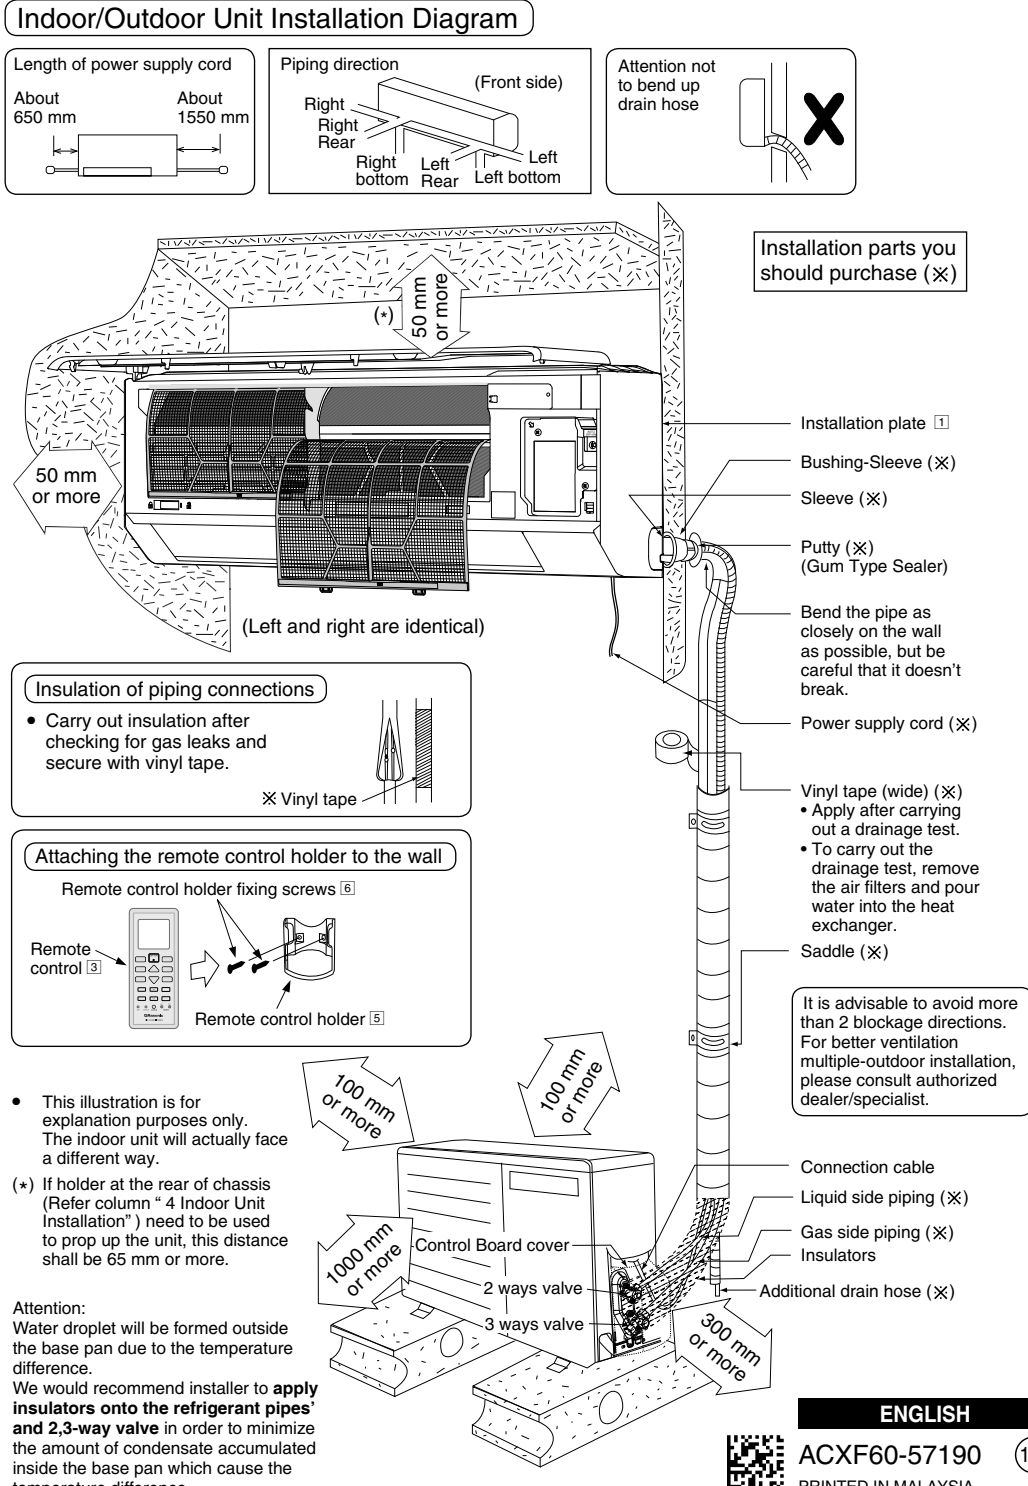 Indoor/Outdoor Unit Installation Diagram
Length of power supply cord
About
650 mm
About
1550 mm
Piping direction
(Front side)
Right
Right
Rear
Right
bottom
Left
Rear
Left
Left bottom
Attention not
to bend up
drain hose
Installation parts you
should purchase (※)
(*)
50 mm
or more
50 mm
or more
(Left and right are identical)
Installation plate 1
Bushing-Sleeve (※)
Sleeve (※)
Putty (※)
(Gum Type Sealer)
Bend the pipe as
closely on the wall
as possible, but be
careful that it doesn't
break.
Power supply cord (※)
Vinyl tape (wide) (※)
• Apply after carrying
out a drainage test.
• To carry out the
drainage test, remove
the air filters and pour
water into the heat
exchanger.
Saddle (※)
It is advisable to avoid more
than 2 blockage directions.
For better ventilation
multiple-outdoor installation,
please consult authorized
dealer/specialist.
Connection cable
Liquid side piping (※)
Gas side piping (※)
Insulators
Additional drain hose (※)
Insulation of piping connections
• Carry out insulation after
checking for gas leaks and
secure with vinyl tape.
※ Vinyl tape
Attaching the remote control holder to the wall
Remote control holder fixing screws 6
Remote
control 3
Remote control holder 5
100 mm
or more
100 mm
or more
1000 mm
or more
300 mm
or more
Control Board cover
2 ways valve
3 ways valve
• This illustration is for
explanation purposes only.
The indoor unit will actually face
a different way.
(*) If holder at the rear of chassis
(Refer column “ 4 Indoor Unit
Installation” ) need to be used
to prop up the unit, this distance
shall be 65 mm or more.
Attention:
Water droplet will be formed outside
the base pan due to the temperature
difference.
We would recommend installer to apply
insulators onto the refrigerant pipes'
and 2,3-way valve in order to minimize
the amount of condensate accumulated
inside the base pan which cause the
temperature difference.
ENGLISH
ACXF60-57190
1
PRINTED IN MALAYSIA